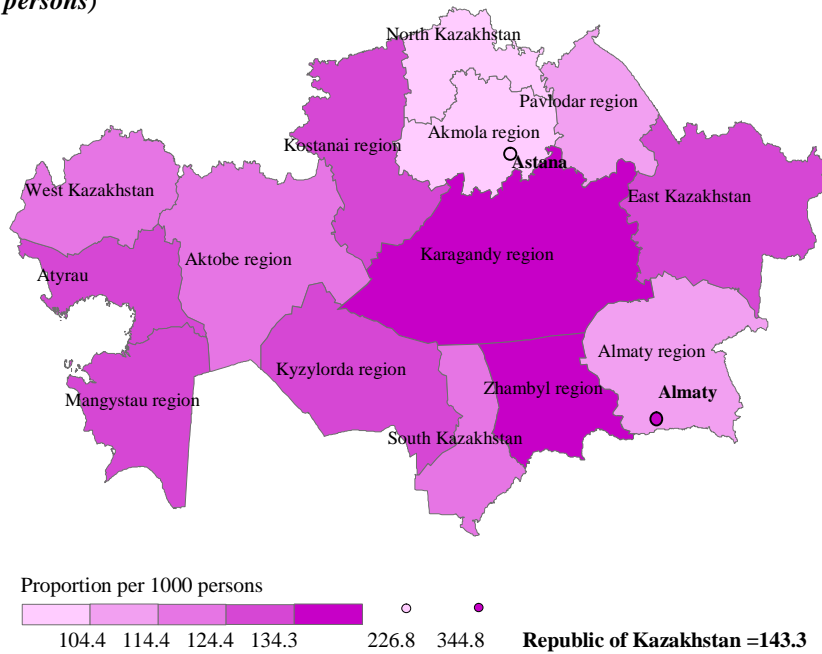 persons)
North Kazakhstan
Pavlodar region
Akmola region
Kostanai region
Astana
West Kazakhstan
East Kazakhstan
Karagandy region
Aktobe region
Atyrau
Almaty region
Kyzylorda region
Zhambyl region
Almaty
Mangystau region
South Kazakhstan
Proportion per 1000 persons
104.4 114.4 124.4 134.3 226.8 344.8 Republic of Kazakhstan =143.3